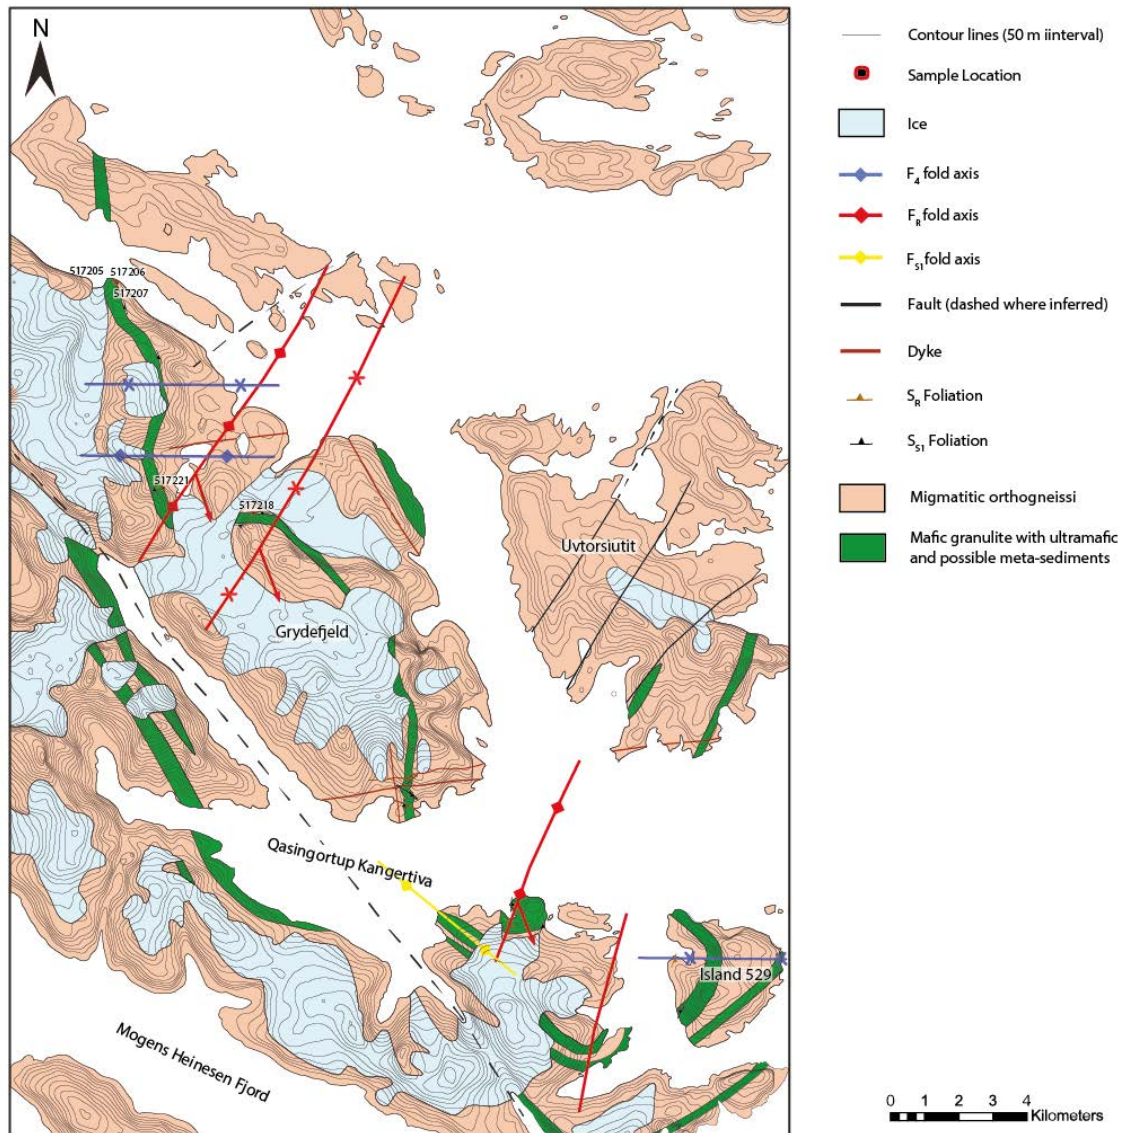 N
Contour lines (50 m iinterval)
Sample Location
Ice
F4 fold axis
FR fold axis
FS1 fold axis
Fault (dashed where inferred)
Dyke
SR Foliation
SS1 Foliation
Migmatitic orthogneissi
Mafic granulite with ultramafic
and possible meta-sediments
517205 517206
517207
517221
517218
Uvtorsiutit
Grydefjeld
Qasingortup Kangertiva
Island 529
Mogens Heinesen Fjord
0 1 2 3 4
Kilometers